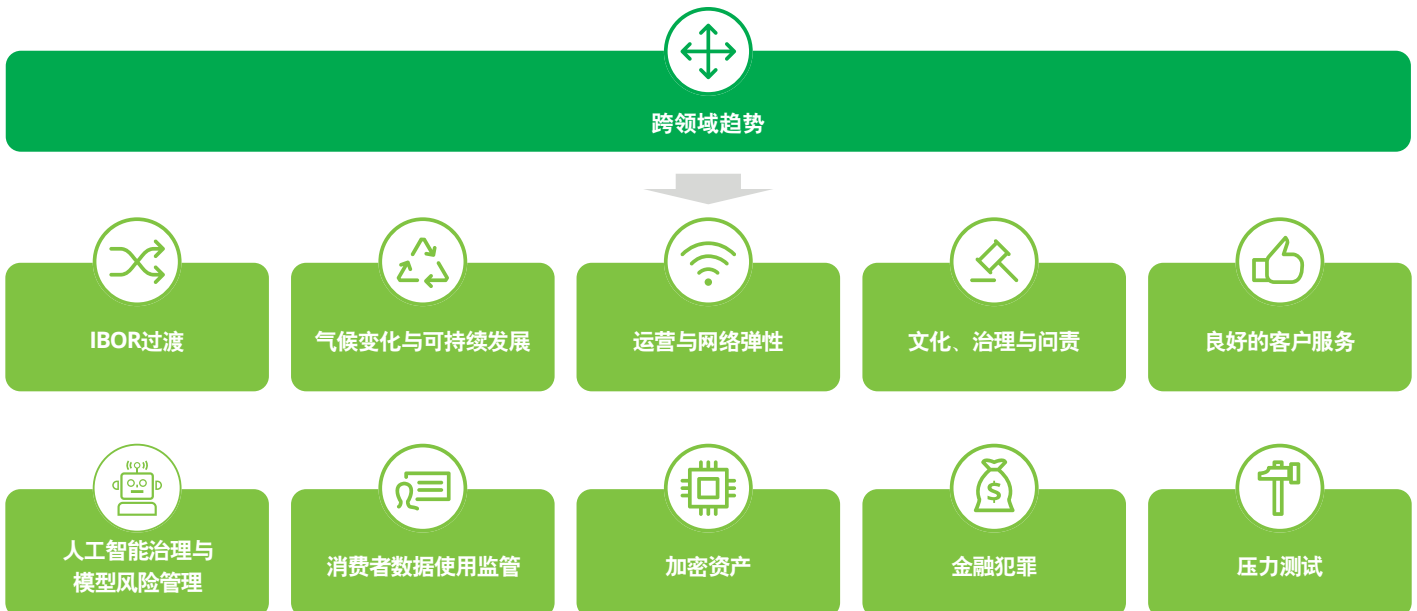 跨领域趋势
IBOR过渡
气候变化与可持续发展
运营与网络弹性
文化、治理与问责
良好的客户服务
人工智能治理与
模型风险管理
消费者数据使用监管
加密资产
$
金融犯罪
压力测试